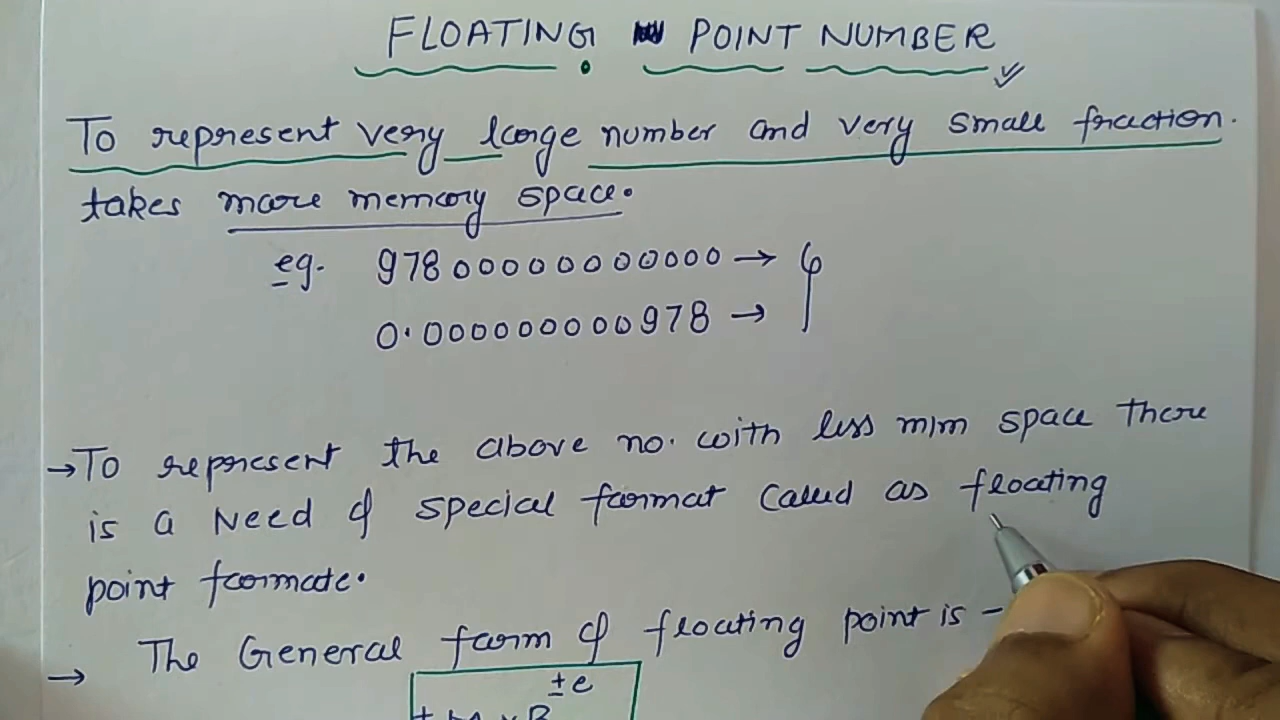 FLOATING POINT NUMBER
To represent very large number and very small fraction.
takes more memory space.
eg. 97800000000000 →
0.000000000978 →
→ To represent the above no. with less m/m space there
is a Need of special format called as floating
point formate.
→ The General form of floating point is -
±e
± M × B